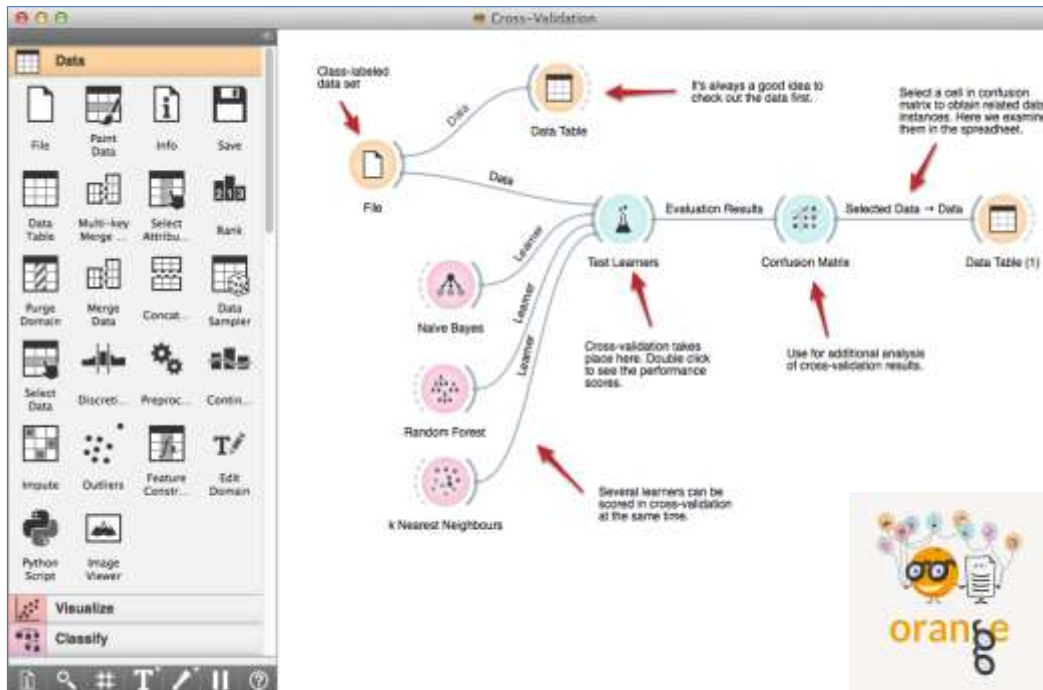 Cross-Validation
Data
File
Paint
Data
Info
Save
Data
Table
Multi-key
Merge ...
Select
Attribu...
Rank
Purge
Domain
Merge
Data
Concat...
Data
Sampler
Select
Data
Discreti...
Preproc...
Contin...
Impute
Outliers
Feature
Constr...
Edit
Domain
Python
Script
Image
Viewer
Visualize
Classify
Class-labeled
data set
File
Data
Data Table
It's always a good idea to
check out the data first.
Data
Learner
Learner
Learner
Naive Bayes
Random Forest
k Nearest Neighbours
Test Learners
Evaluation Results
Confusion Matrix
Selected Data → Data
Data Table (1)
Select a cell in confusion
matrix to obtain related data
instances. Here we examine
them in the spreadheet.
Cross-validation takes
place here. Double click
to see the performance
scores.
Use for additional analysis
of cross-validation results.
Several learners can be
scored in cross-validation
at the same time.
orange